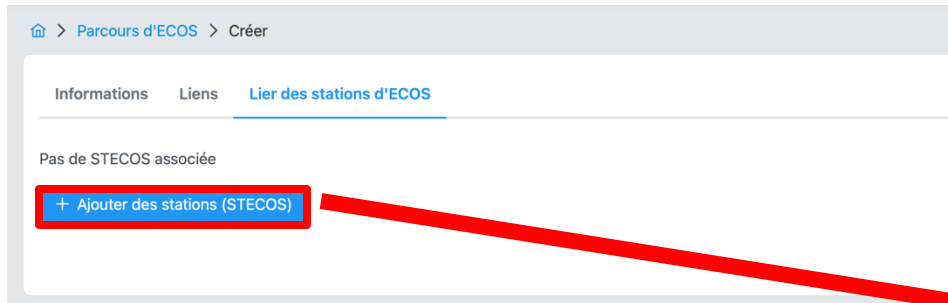 > Parcours d'ECOS > Créer
Informations Liens Lier des stations d'ECOS
Pas de STECOS associée
+ Ajouter des stations (STECOS)